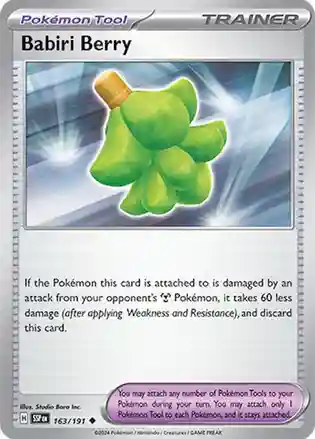 Pokémon Tool
TRAINER
Babiri Berry
If the Pokémon this card is attached to is damaged by an
attack from your opponent's Pokémon, it takes 60 less
damage (after applying Weakness and Resistance), and discard
this card.
You may attach any number of Pokémon Tools to your
Pokémon during your turn. You may attach only 1
Pokémon Tool to each Pokémon, and it stays attached.
Illus. Studio Bora Inc.
H SSP EN 163/191
©2024 Pokémon / Nintendo / Creatures / GAME FREAK